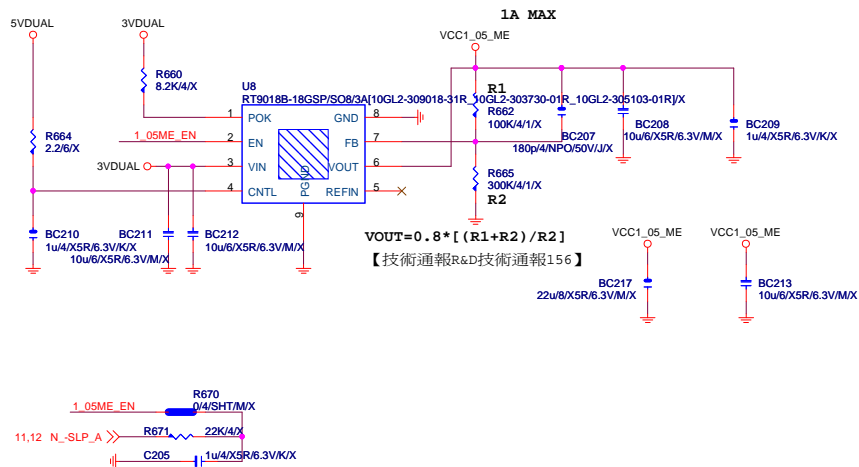 1A MAX
5VDUAL
3VDUAL
VCC1_05_ME
R660
8.2K/4/X
U8
RT9018B-18GSP/SO8/3A[10GL2-309018-31R_10GL2-303730-01R_10GL2-305103-01R]/X
R1
R662
100K/4/1/X
1 POK
GND 8
R664
2.2/6/X
1_05ME_EN
2 EN
FB 7
BC207
180p/4/NPO/50V/J/X
BC208
10u/6/X5R/6.3V/M/X
BC209
1u/4/X5R/6.3V/K/X
3VDUAL
3 VIN
VOUT 6
4 CNTL
REFIN 5
PGND
9
R665
300K/4/1/X
R2
BC210
1u/4/X5R/6.3V/K/X
BC211
10u/6/X5R/6.3V/M/X
BC212
10u/6/X5R/6.3V/M/X
VOUT=0.8*[(R1+R2)/R2]
【技術通報R&D技術通報156】
VCC1_05_ME
VCC1_05_ME
BC217
22u/8/X5R/6.3V/M/X
BC213
10u/6/X5R/6.3V/M/X
1_05ME_EN
R670
0/4/SHT/M/X
11,12 N_-SLP_A
R671
22K/4/X
C205
1u/4/X5R/6.3V/K/X